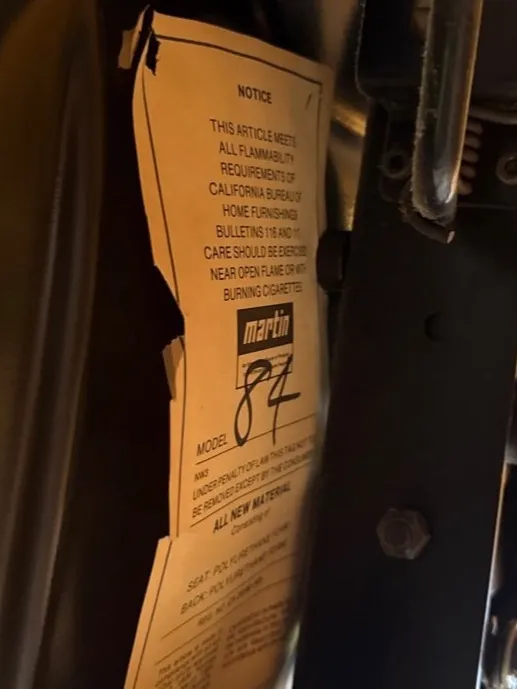 NOTICE
THIS ARTICLE MEETS
ALL FLAMMABILITY
REQUIREMENTS OF
CALIFORNIA BUREAU OF
HOME FURNISHINGS
BULLETINS 116 AND
CARE SHOULD BE EXERCISED
NEAR OPEN FLAME OR WITH
BURNING CIGARETTES
martin
84
MODEL
UNDER PENALTY OF LAW THIS TAG NOT TO
BE REMOVED EXCEPT BY THE CONSUMER
ALL NEW MATERIAL
Consisting of
SEAT: POLYURETHANE FOAM
BACK: POLYURETHANE FOAM